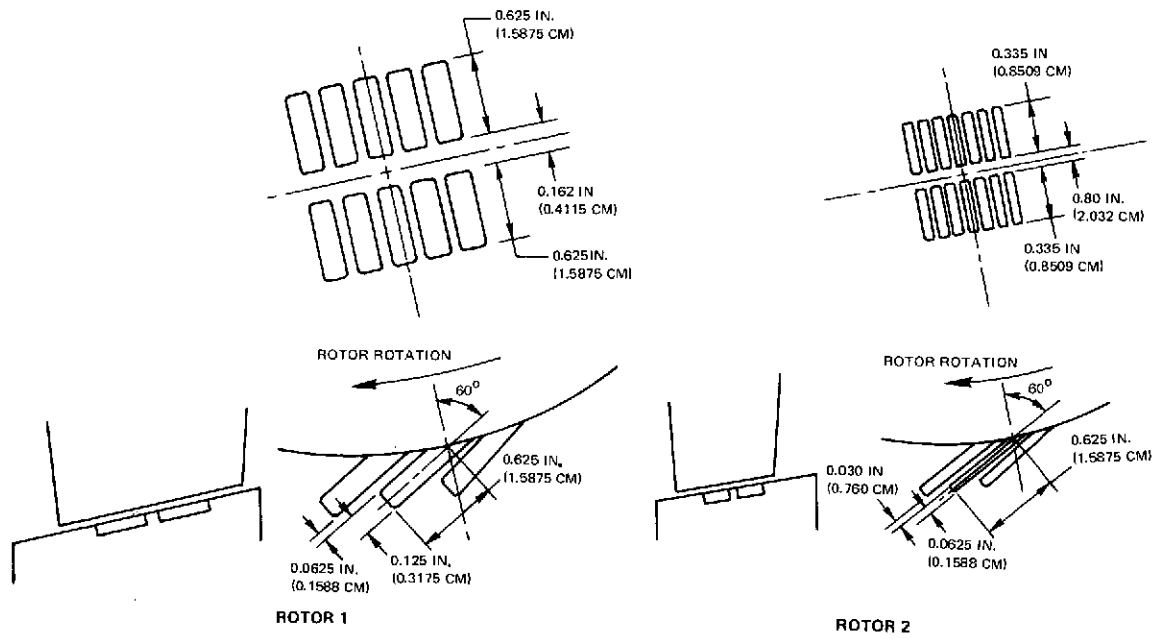 0.625 IN.
(1.5875 CM)
0.162 IN
(0.4115 CM)
0.625 IN.
(1.5875 CM)
0.335 IN
(0.8509 CM)
0.80 IN.
(2.032 CM)
0.335 IN
(0.8509 CM)
ROTOR ROTATION
60°
0.625 IN.
(1.5875 CM)
0.0625 IN.
(0.1588 CM)
0.125 IN.
(0.3175 CM)
ROTOR 1
ROTOR ROTATION
60°
0.625 IN.
(1.5875 CM)
0.030 IN
(0.760 CM)
0.0625 IN.
(0.1588 CM)
ROTOR 2